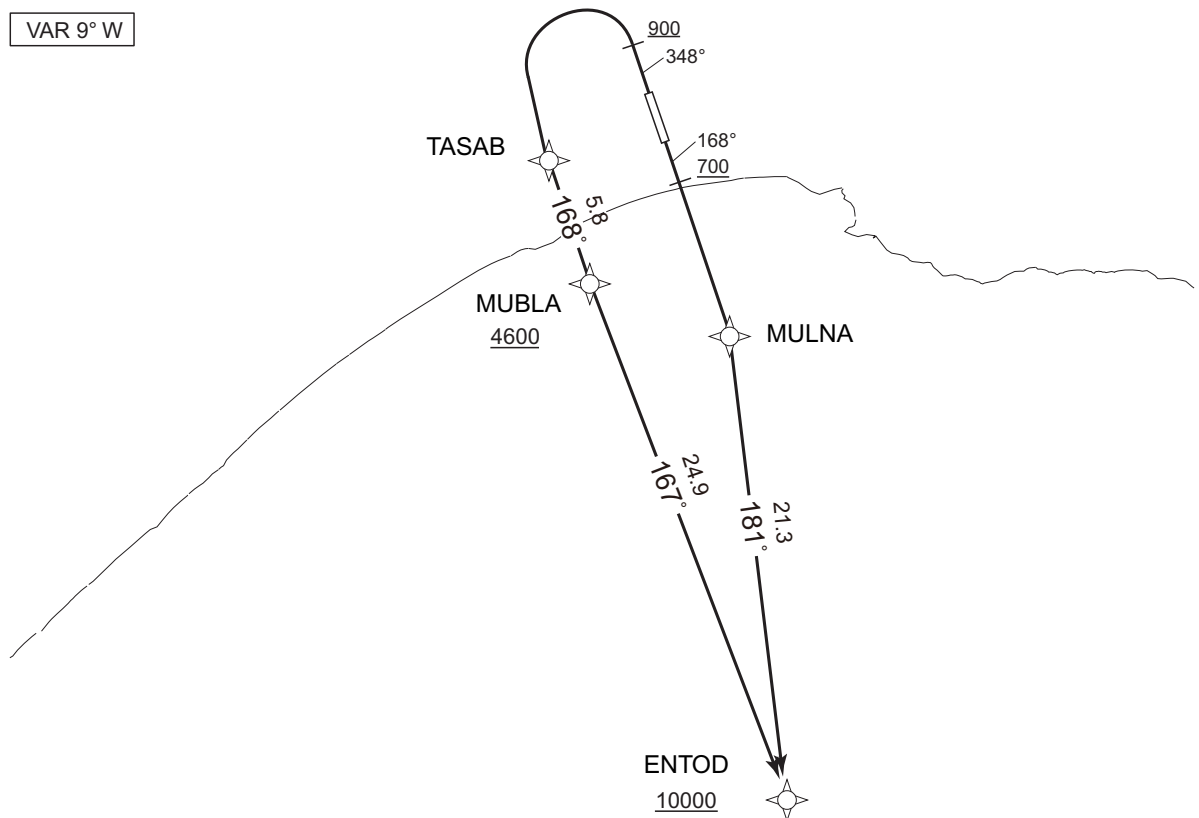 VAR 9° W
900
348°
TASAB
168°
700
5.8
168°
MUBLA
4600
MULNA
24.9
167°
21.3
181°
ENTOD
10000